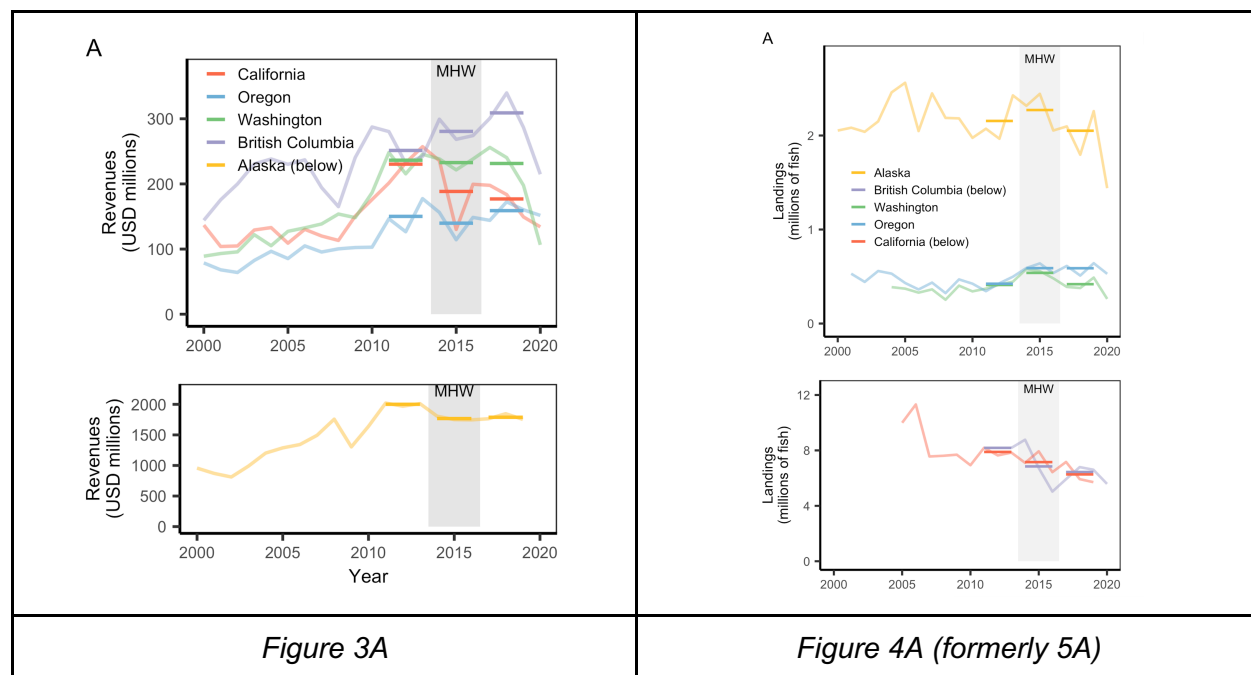 A
MHW
California
Oregon
Washington
British Columbia
Alaska (below)
Revenues
(USD millions)
300
200
100
0
2000 2005 2010 2015 2020
MHW
Revenues
(USD millions)
2000
1500
1000
500
0
2000 2005 2010 2015 2020
Year
A
MHW
Landings
(millions of fish)
2
1
0
Alaska
British Columbia (below)
Washington
Oregon
California (below)
2000 2005 2010 2015 2020
MHW
Landings
(millions of fish)
12
8
4
0
2000 2005 2010 2015 2020
Figure 3A
Figure 4A (formerly 5A)